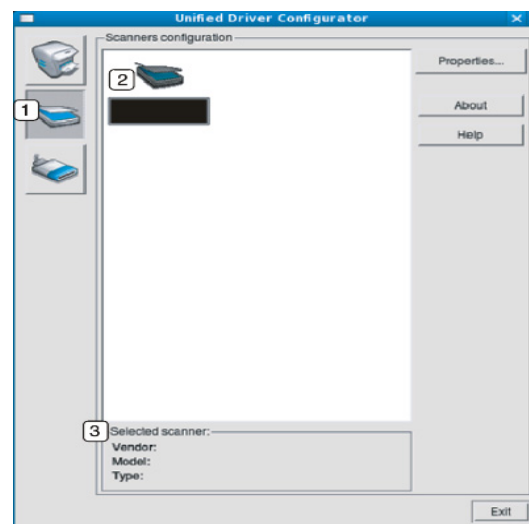 Unified Driver Configurator
Scanners configuration
Properties...
2
1
About
Help
3
Selected scanner:
Vendor:
Model:
Type:
Exit